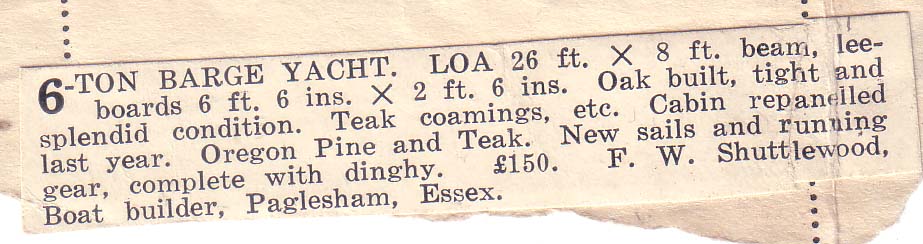 6-TON BARGE YACHT. LOA 26 ft. × 8 ft. beam, lee-
boards 6 ft. 6 ins. × 2 ft. 6 ins. Oak built, tight and
splendid condition. Teak coamings, etc. Cabin repanelled
last year. Oregon Pine and Teak. New sails and running
gear, complete with dinghy. £150. F. W. Shuttlewood,
Boat builder, Paglesham, Essex.